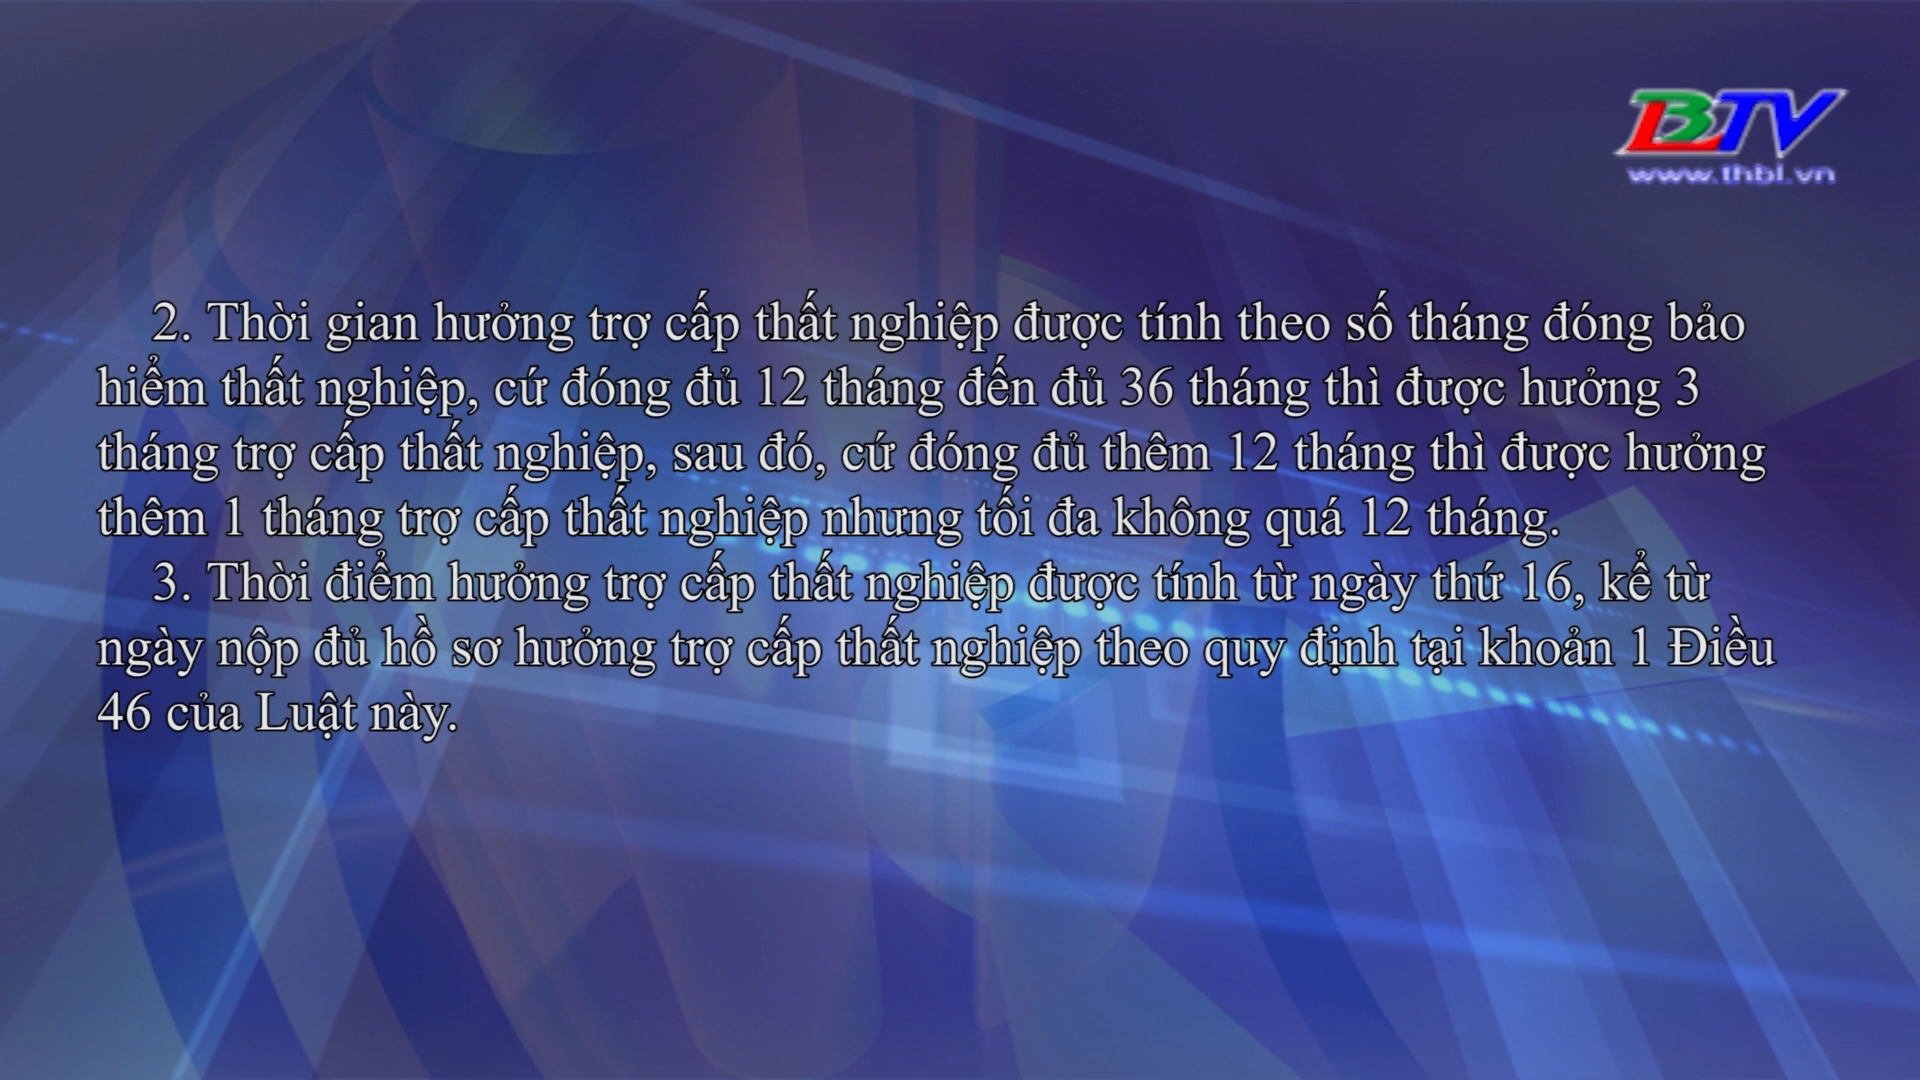 BTV
www.thbl.vn
2. Thời gian hưởng trợ cấp thất nghiệp được tính theo số tháng đóng bảo
hiểm thất nghiệp, cứ đóng đủ 12 tháng đến đủ 36 tháng thì được hưởng 3
tháng trợ cấp thất nghiệp, sau đó, cứ đóng đủ thêm 12 tháng thì được hưởng
thêm 1 tháng trợ cấp thất nghiệp nhưng tối đa không quá 12 tháng.
3. Thời điểm hưởng trợ cấp thất nghiệp được tính từ ngày thứ 16, kể từ
ngày nộp đủ hồ sơ hưởng trợ cấp thất nghiệp theo quy định tại khoản 1 Điều
46 của Luật này.